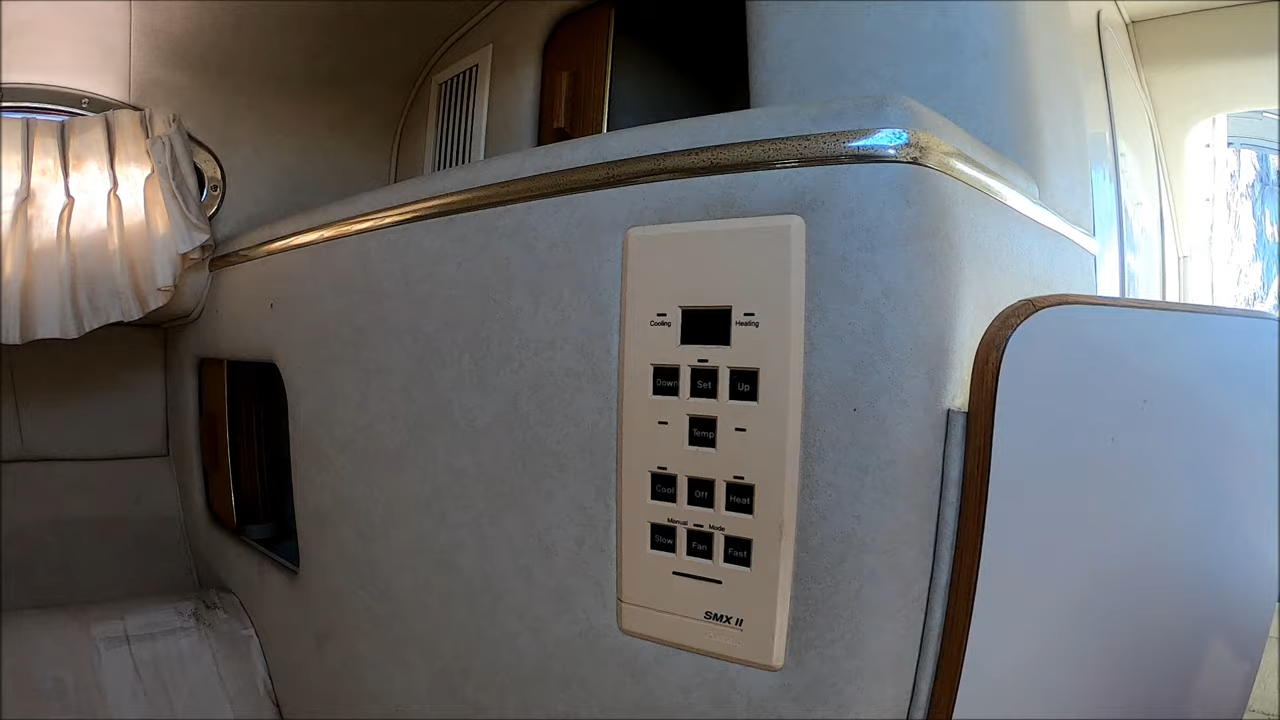 Cooling Heating
Down Set Up
Temp
Cool Off Heat
Manual Mode
Slow Fan Fast
SMX II